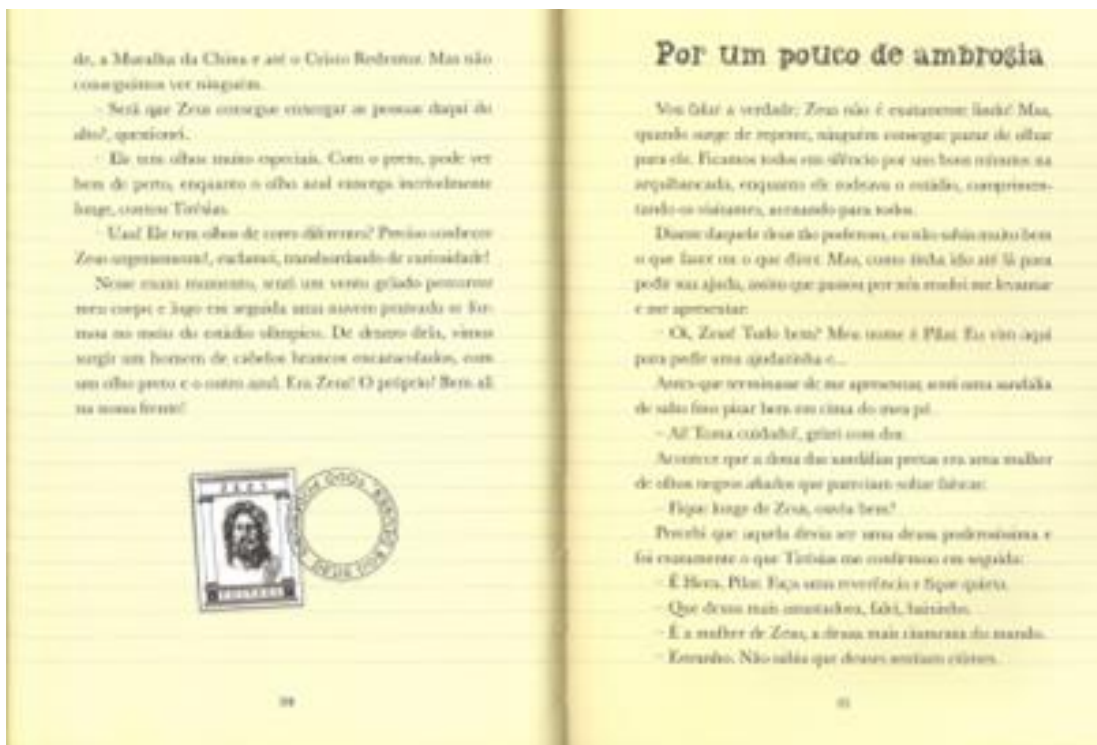 de, a Muralha da China e até o Cristo Redentor. Mas não
conseguimos ver ninguém.
– Será que Zeus consegue enxergar as pessoas daqui do
alto?, questionei.
– Ele tem olhos muito especiais. Com o preto, pode ver
bem de perto, enquanto o olho azul enxerga incrivelmente
longe, contou Tirésias.
– Uau! Ele tem olhos de cores diferentes? Preciso conhecer
Zeus urgentemente!, exclamei, transbordando de curiosidade!
Nesse exato momento, senti um vento gelado percorrer
meu corpo e logo em seguida uma nuvem prateada se for-
mou no meio do estádio olímpico. De dentro dela, vimos
surgir um homem de cabelos brancos encaracolados, com
um olho preto e o outro azul. Era Zeus! O próprio! Bem ali
na nossa frente!
ZEUS
Por um pouco de ambrosia
Vou falar a verdade: Zeus não é exatamente lindo! Mas,
quando surge de repente, ninguém consegue parar de olhar
para ele. Ficamos todos em silêncio por uns bons minutos na
arquibancada, enquanto ele rodeava o estádio, cumprimen-
tando os visitantes, acenando para todos.
Diante daquele deus tão poderoso, eu não sabia muito bem
o que fazer ou o que dizer. Mas, como tinha ido até lá para
pedir sua ajuda, assim que passou por nós resolvi me levantar
e me apresentar:
– Oi, Zeus! Tudo bem? Meu nome é Pilar. Eu vim aqui
para pedir uma ajudazinha e...
Antes que terminasse de me apresentar, senti uma sandália
de salto fino pisar bem em cima do meu pé.
– Ai! Toma cuidado!, gritei com dor.
Acontece que a dona das sandálias pretas era uma mulher
de olhos negros afiados que pareciam soltar faíscas:
– Fique longe de Zeus, ouviu bem?
Percebi que aquela devia ser uma deusa poderosíssima e
foi exatamente o que Tirésias me confirmou em seguida:
– É Hera, Pilar. Faça uma reverência e fique quieta.
– Que deusa mais assustadora, falei, baixinho.
– É a mulher de Zeus, a deusa mais ciumenta do mundo.
– Estranho. Não sabia que deuses sentiam ciúmes.